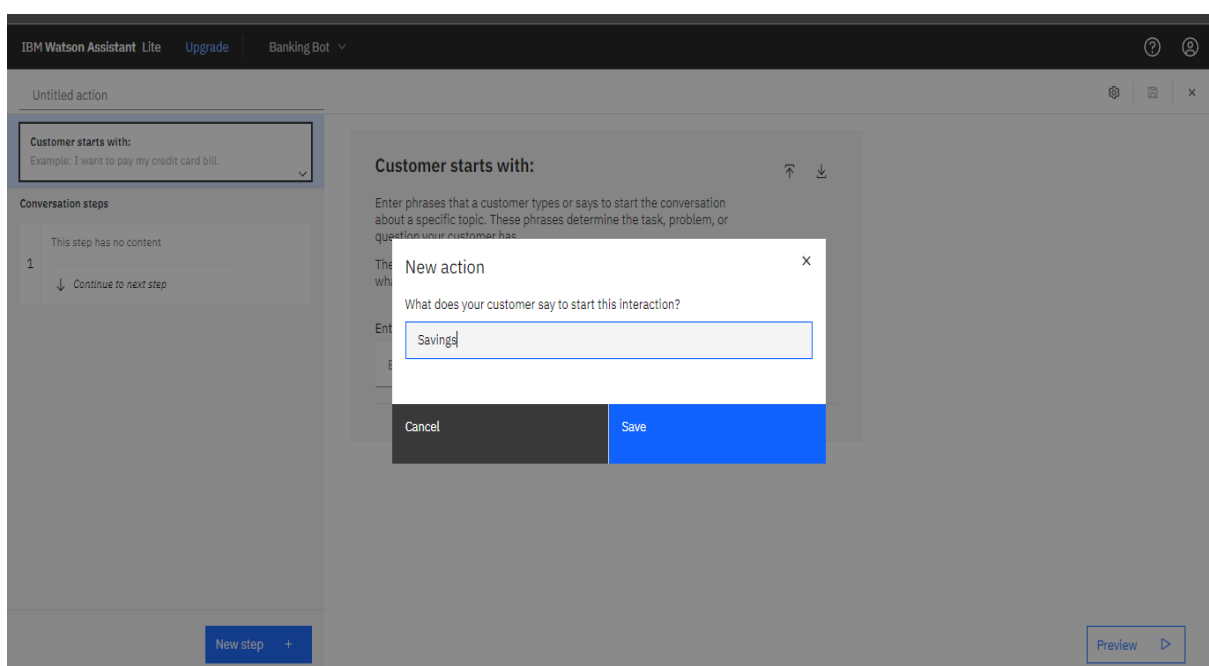 IBM Watson Assistant Lite Upgrade Banking Bot
Untitled action
Customer starts with:
Example: I want to pay my credit card bill.
Conversation steps
1
This step has no content
Continue to next step
New step +
Customer starts with:
Enter phrases that a customer types or says to start the conversation
about a specific topic. These phrases determine the task, problem, or
question your customer has.
New action
What does your customer say to start this interaction?
Savings
Cancel
Save
Preview